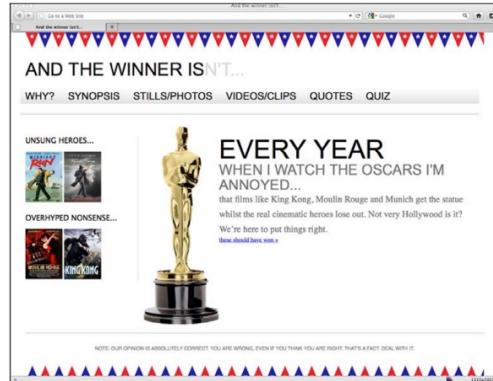 And the winner isn't...
Go to a Web Site
Google
And the winner isn't...
AND THE WINNER ISN'T...
WHY? SYNOPSIS STILLS/PHOTOS VIDEOS/CLIPS QUOTES QUIZ
UNSUNG HEROES...
MIDNIGHT
RUN
OVERHYPED NONSENSE...
MOULIN ROUGE
KING KONG
EVERY YEAR
WHEN I WATCH THE OSCARS I'M
ANNOYED...
that films like King Kong, Moulin Rouge and Munich get the statue
whilst the real cinematic heroes lose out. Not very Hollywood is it?
We're here to put things right.
these should have won »
NOTE: OUR OPINION IS ABSOLUTELY CORRECT. YOU ARE WRONG, EVEN IF YOU THINK YOU ARE RIGHT. THAT'S A FACT. DEAL WITH IT.